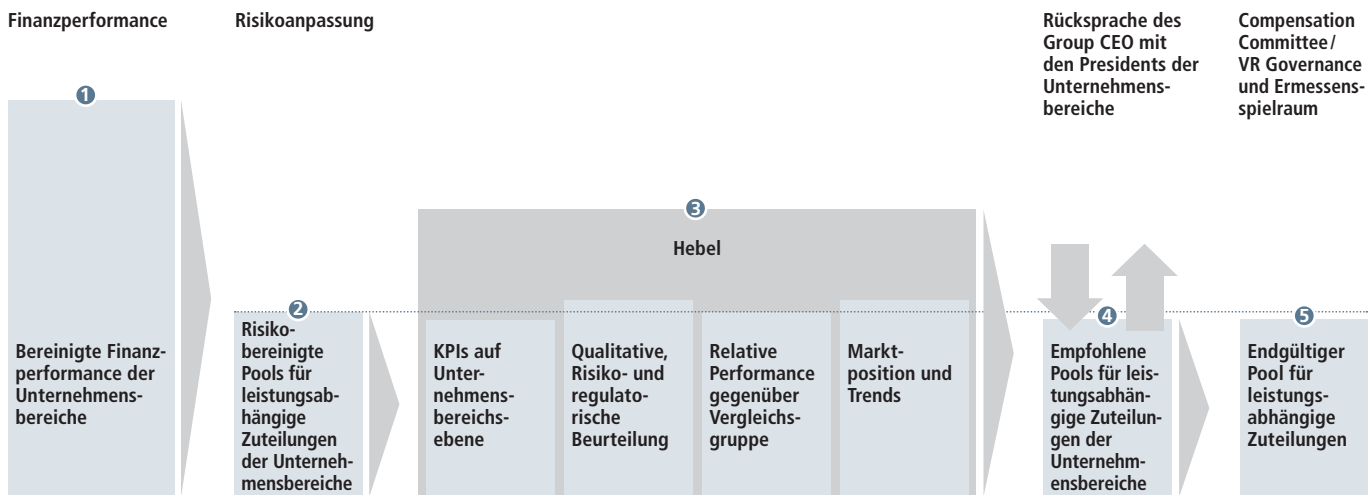 Finanzperformance
Risikoanpassung
Rücksprache des
Group CEO mit
den Presidents der
Unternehmens-
bereiche
Compensation
Committee/
VR Governance
und Ermessens-
spielraum
1
Bereinigte Finanz-
performance der
Unternehmens-
bereiche
2
Risiko-
bereinigte
Pools für
leistungsab-
hängige
Zuteilungen
der Unterneh-
mensbereiche
3
Hebel
KPIs auf
Unter-
nehmens-
bereichs-
ebene
Qualitative,
Risiko- und
regulato-
rische
Beurteilung
Relative
Performance
gegenüber
Vergleichs-
gruppe
Markt-
position und
Trends
4
Empfohlene
Pools für leis-
tungsabhän-
gige Zuteilun-
gen der
Unternehm-
ensbereiche
5
Endgültiger
Pool für
leistungs-
abhängige
Zuteilungen